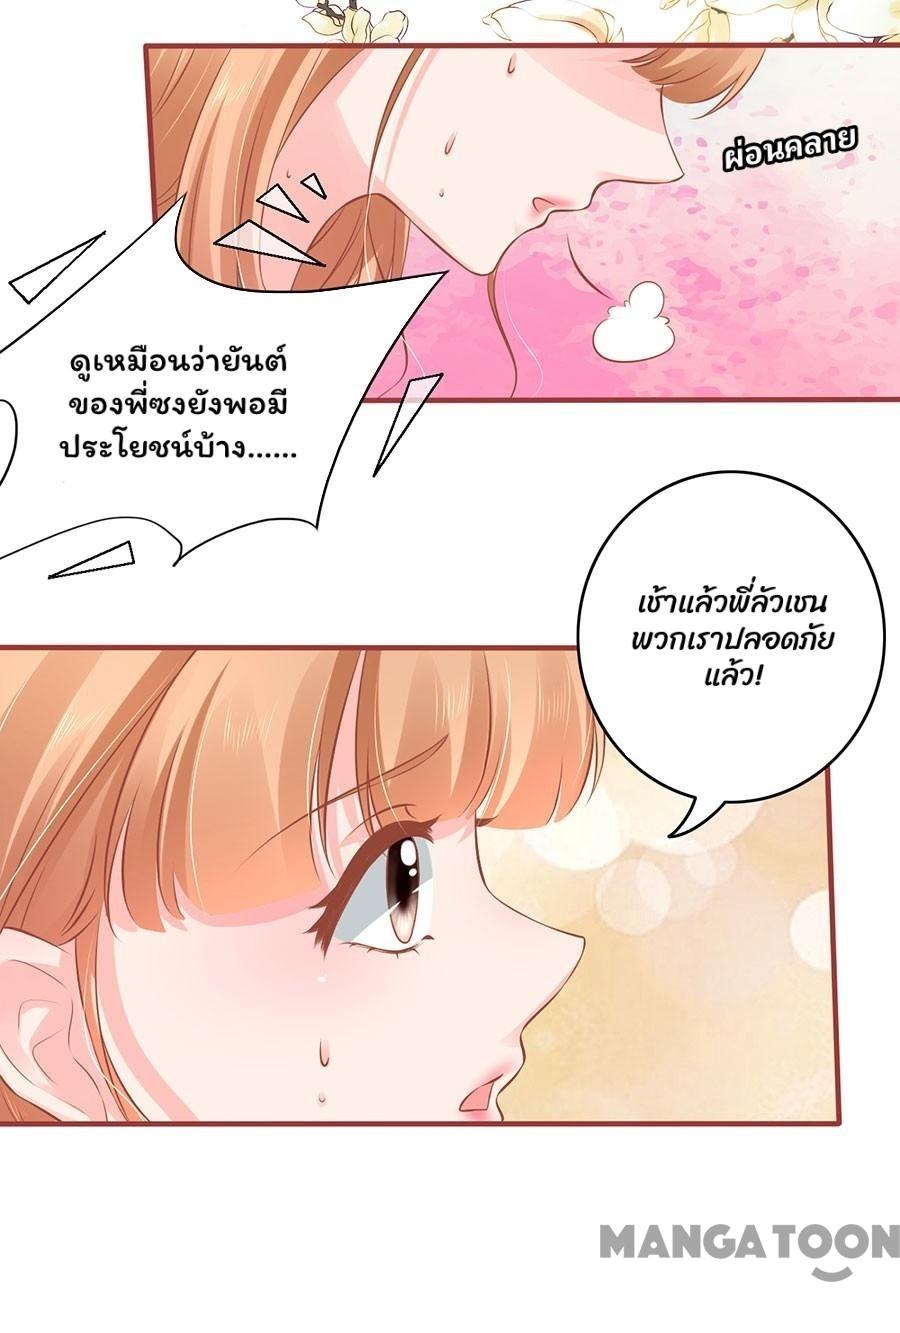 ผ่อนคลาย
ดูเหมือนว่ายันต์
ของพี่ซงยังพอมี
ประโยชน์บ้าง......
เช้าแล้วพี่ลัวเชน
พวกเราปลอดภัย
แล้ว!
MANGATOON